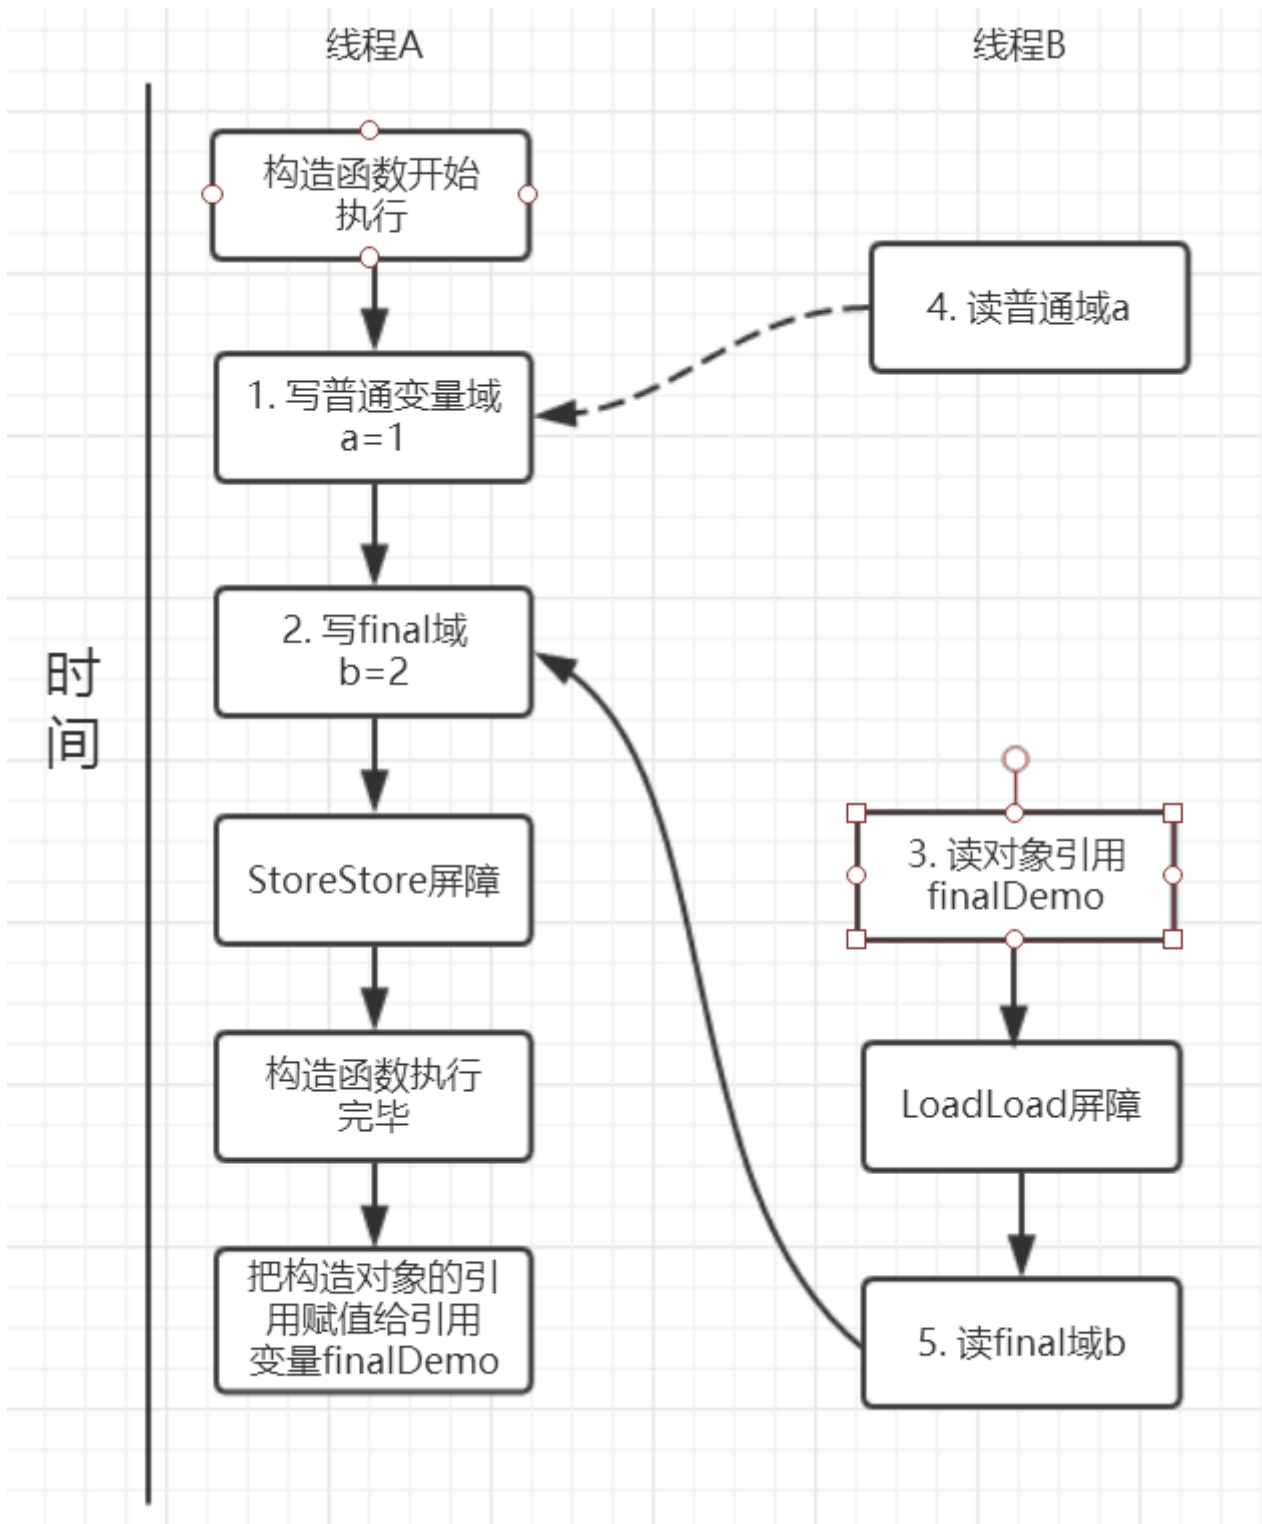 线程A
线程B
构造函数开始
执行
4. 读普通域a
1. 写普通变量域
a=1
2. 写final域
b=2
时
间
StoreStore屏障
3. 读对象引用
finalDemo
构造函数执行
完毕
LoadLoad屏障
把构造对象的引
用赋值给引用
变量finalDemo
5. 读final域b